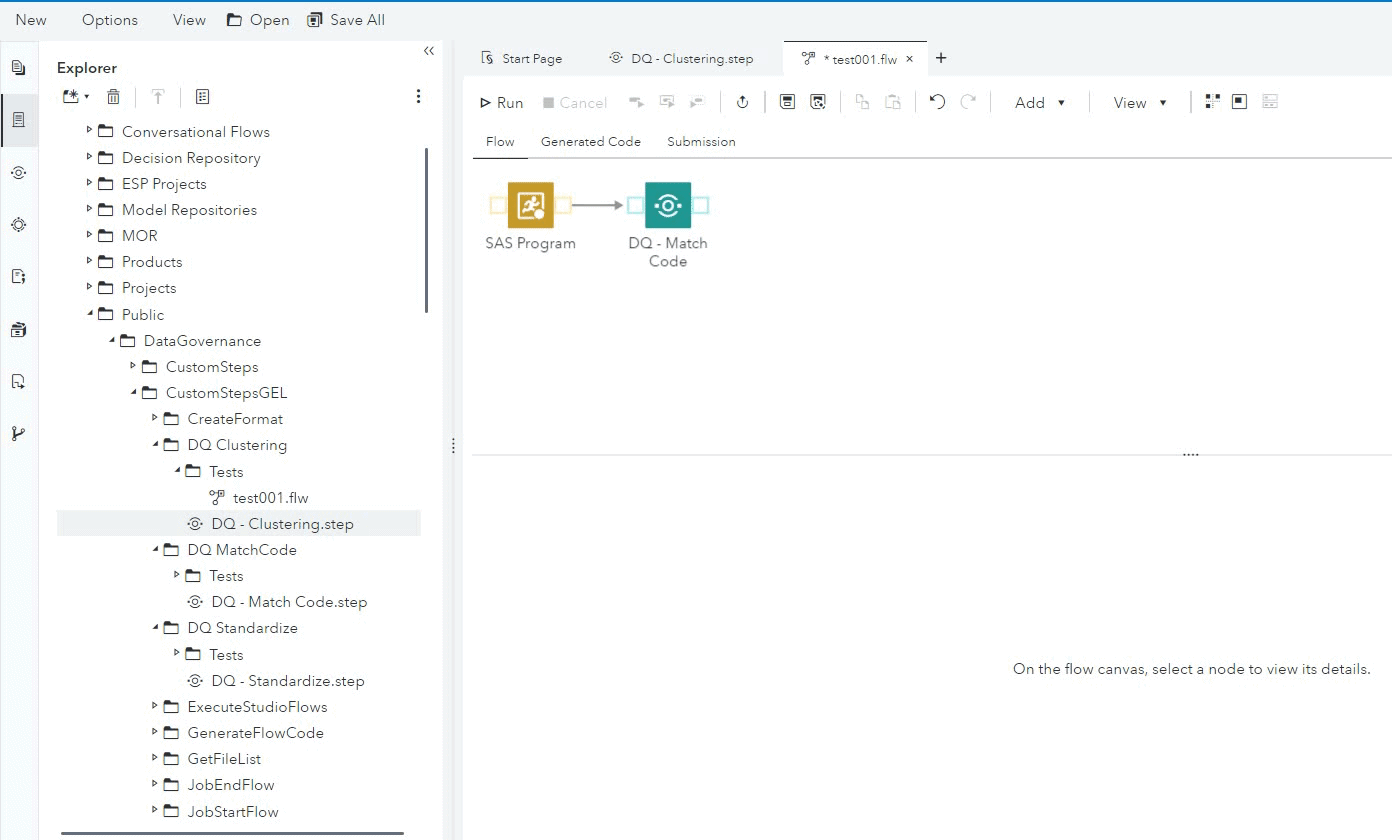 New Options View Open Save All
Explorer
Conversational Flows
Decision Repository
ESP Projects
Model Repositories
MOR
Products
Projects
Public
DataGovernance
CustomSteps
CustomStepsGEL
CreateFormat
DQ Clustering
Tests
test001.flw
DQ - Clustering.step
DQ MatchCode
Tests
DQ - Match Code.step
DQ Standardize
Tests
DQ - Standardize.step
ExecuteStudioFlows
GenerateFlowCode
GetFileList
JobEndFlow
JobStartFlow
Start Page DQ - Clustering.step * test001.flw
Run Cancel Add View
Flow Generated Code Submission
SAS Program
DQ - Match
Code
On the flow canvas, select a node to view its details.